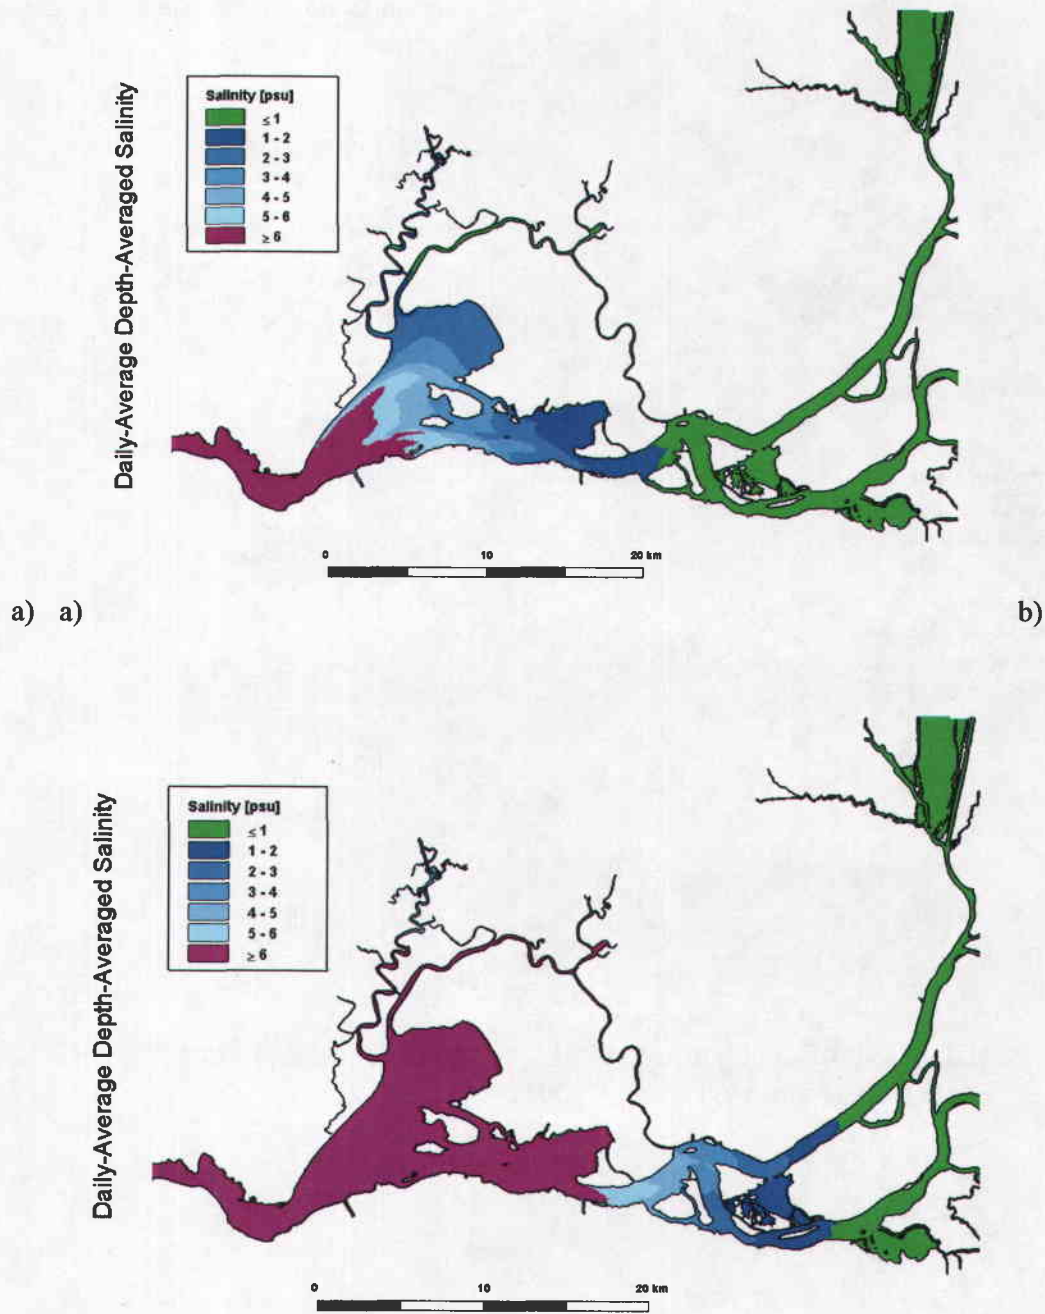 Daily-Average Depth-Averaged Salinity
Salinity [psu]
≤ 1
1 - 2
2 - 3
3 - 4
4 - 5
5 - 6
≥ 6
0 10 20 km
a) a) b)
Daily-Average Depth-Averaged Salinity
Salinity [psu]
≤ 1
1 - 2
2 - 3
3 - 4
4 - 5
5 - 6
≥ 6
0 10 20 km